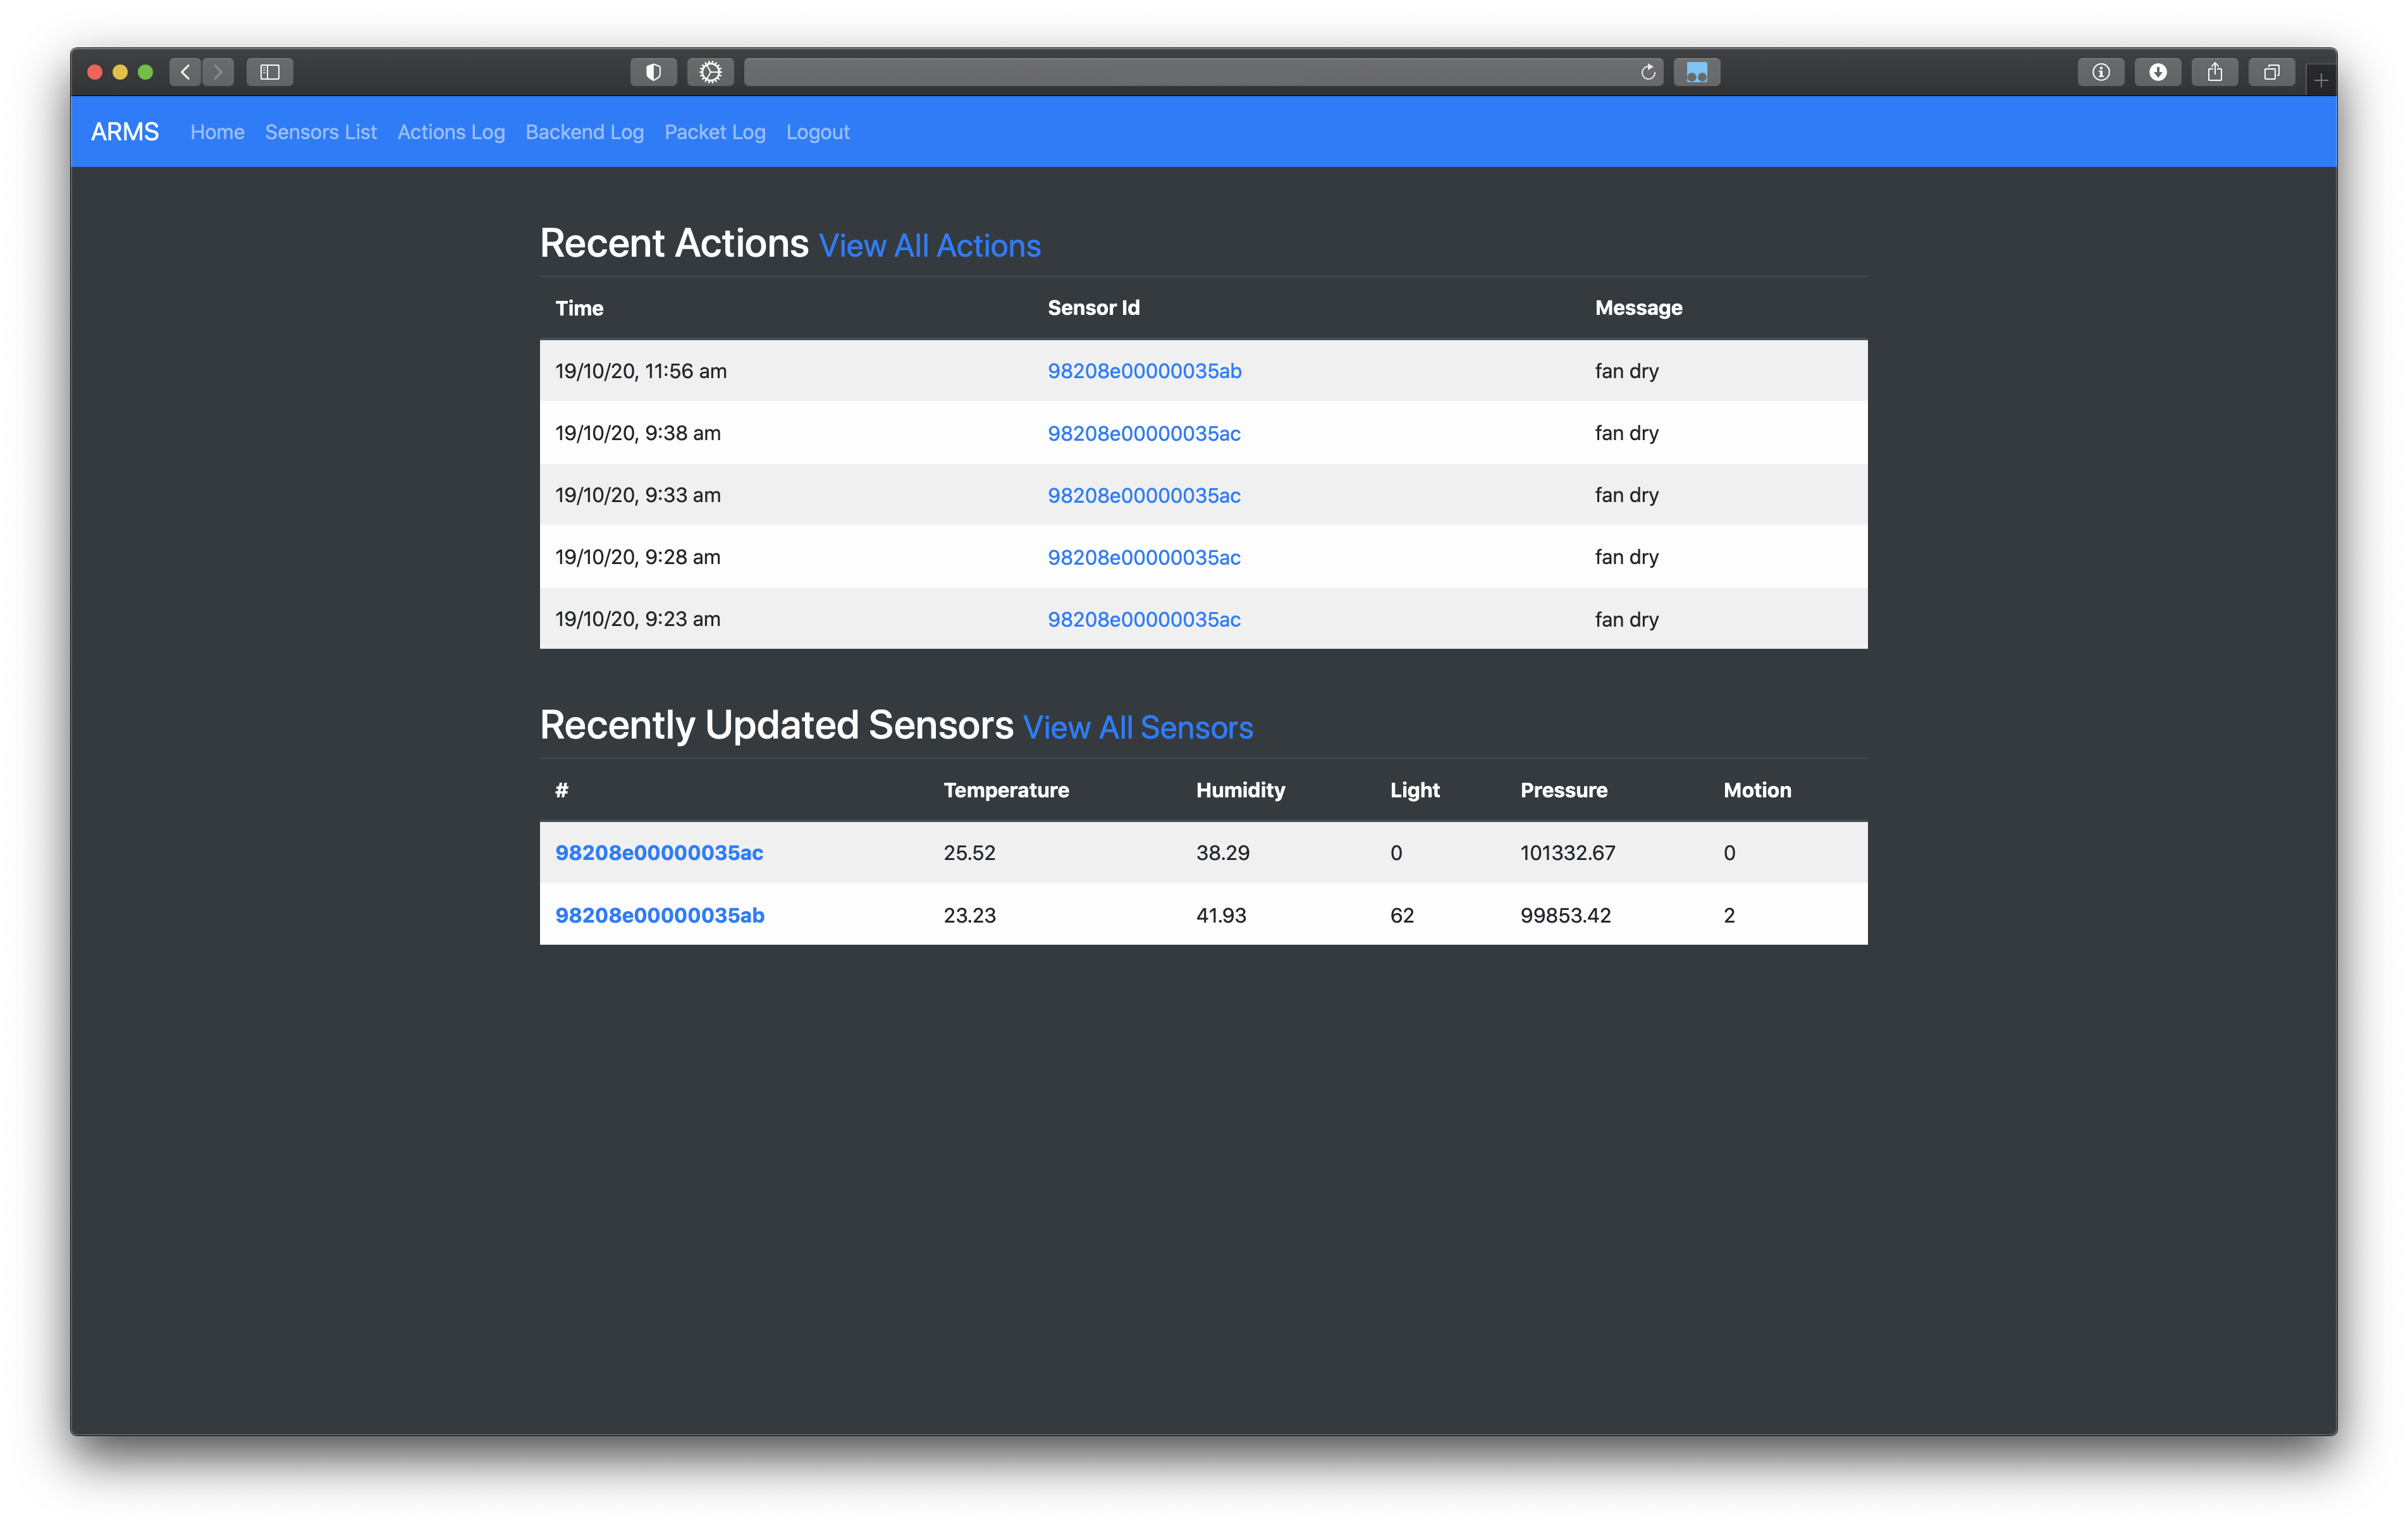 ARMS Home Sensors List Actions Log Backend Log Packet Log Logout
Recent Actions View All Actions
Time Sensor Id Message
19/10/20, 11:56 am 98208e00000035ab fan dry
19/10/20, 9:38 am 98208e00000035ac fan dry
19/10/20, 9:33 am 98208e00000035ac fan dry
19/10/20, 9:28 am 98208e00000035ac fan dry
19/10/20, 9:23 am 98208e00000035ac fan dry
Recently Updated Sensors View All Sensors
# Temperature Humidity Light Pressure Motion
98208e00000035ac 25.52 38.29 0 101332.67 0
98208e00000035ab 23.23 41.93 62 99853.42 2